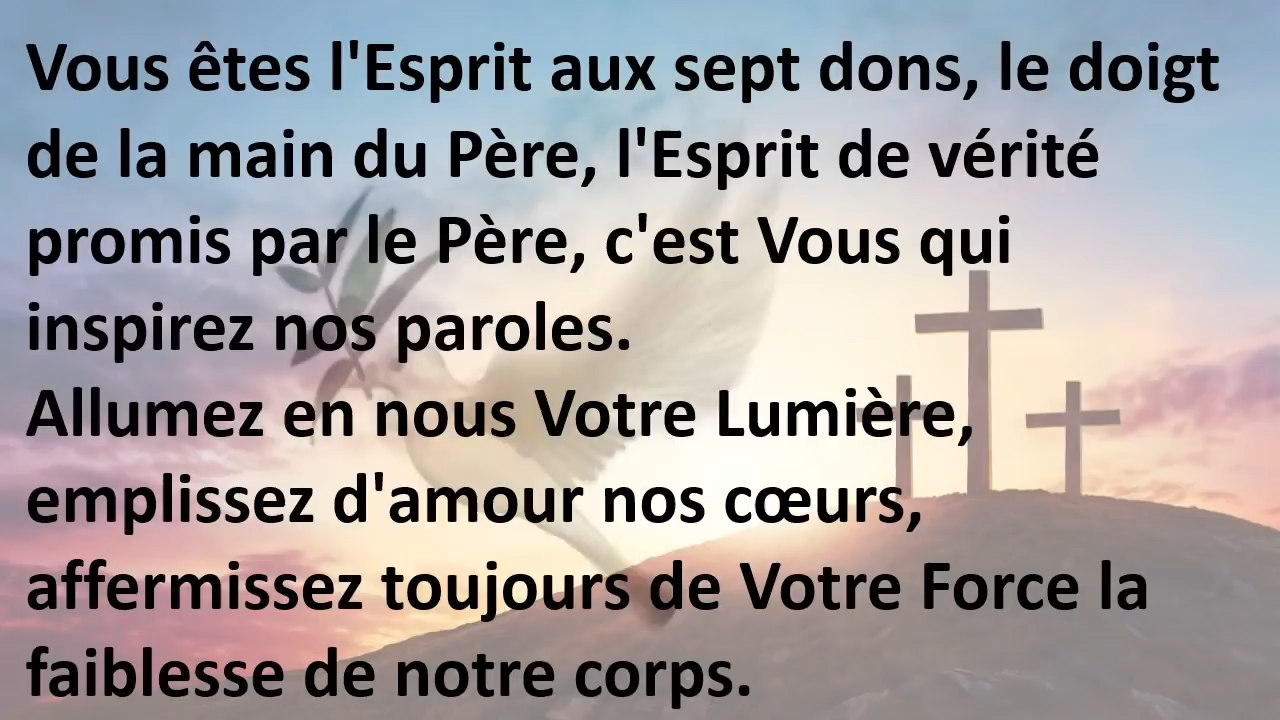 Vous êtes l'Esprit aux sept dons, le doigt
de la main du Père, l'Esprit de vérité
promis par le Père, c'est Vous qui
inspirez nos paroles.
Allumez en nous Votre Lumière,
emplissez d'amour nos cœurs,
affermissez toujours de Votre Force la
faiblesse de notre corps.